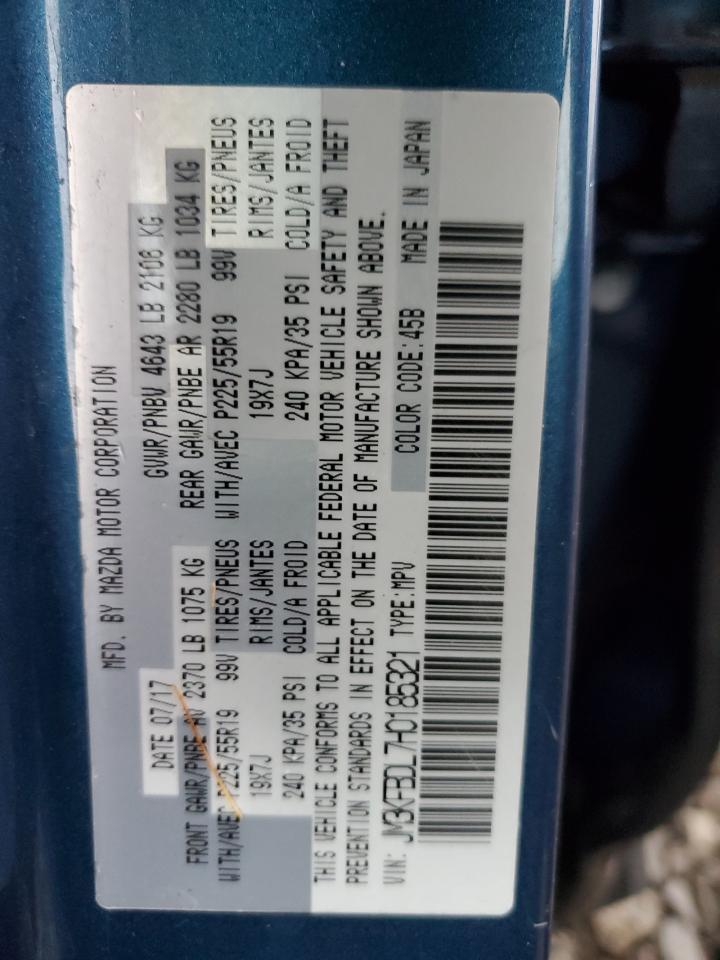 MFD. BY MAZDA MOTOR CORPORATION
DATE 07/17 GVWR/PNBV 4643 LB 2106 KG
FRONT GAWR/PNBE AV 2370 LB 1075 KG REAR GAWR/PNBE AR 2280 LB 1034 KG
WITH/AVEC P225/55R19 99V TIRES/PNEUS WITH/AVEC P225/55R19 99V TIRES/PNEUS
19X7J RIMS/JANTES 19X7J RIMS/JANTES
240 KPA/35 PSI COLD/A FROID 240 KPA/35 PSI COLD/A FROID
THIS VEHICLE CONFORMS TO ALL APPLICABLE FEDERAL MOTOR VEHICLE SAFETY AND THEFT
PREVENTION STANDARDS IN EFFECT ON THE DATE OF MANUFACTURE SHOWN ABOVE.
VIN: JM3KFBDL7H0185321 TYPE:MPV COLOR CODE:45B MADE IN JAPAN